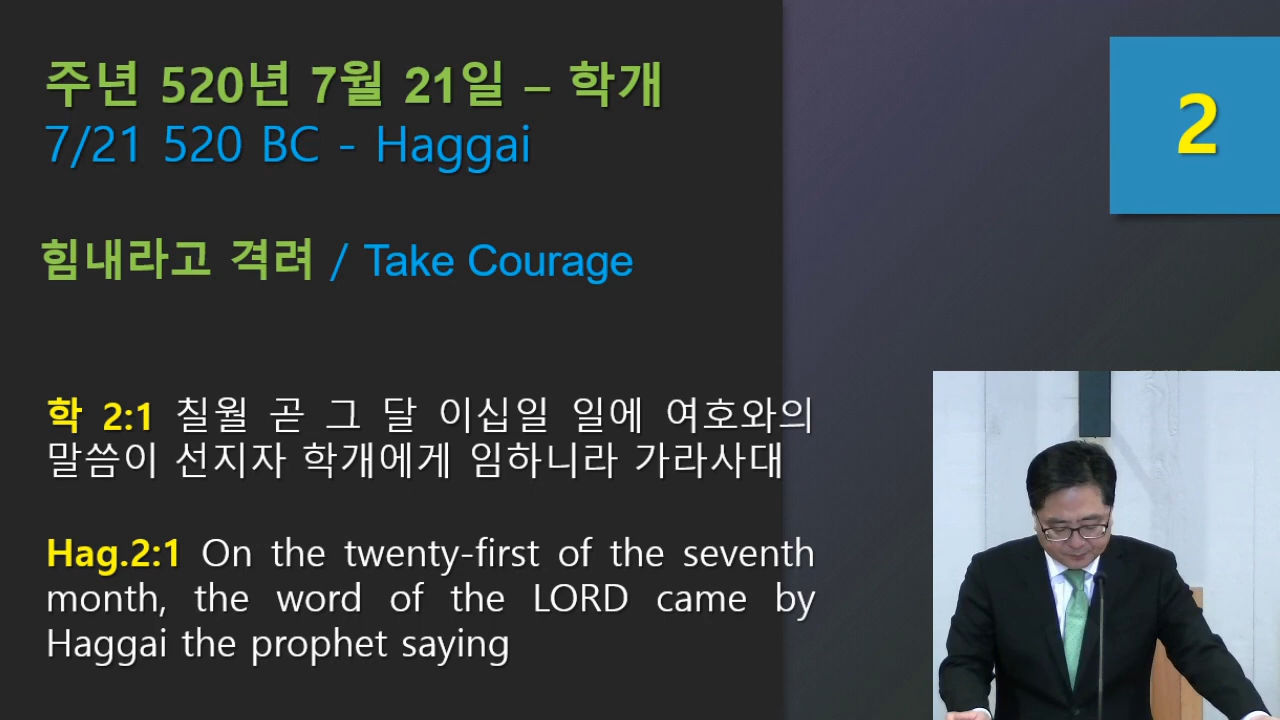 주년 520년 7월 21일 – 학개
7/21 520 BC - Haggai
2
힘내라고 격려 / Take Courage
학 2:1 칠월 곧 그 달 이십일 일에 여호와의
말씀이 선지자 학개에게 임하니라 가라사대
Hag.2:1 On the twenty-first of the seventh
month, the word of the LORD came by
Haggai the prophet saying